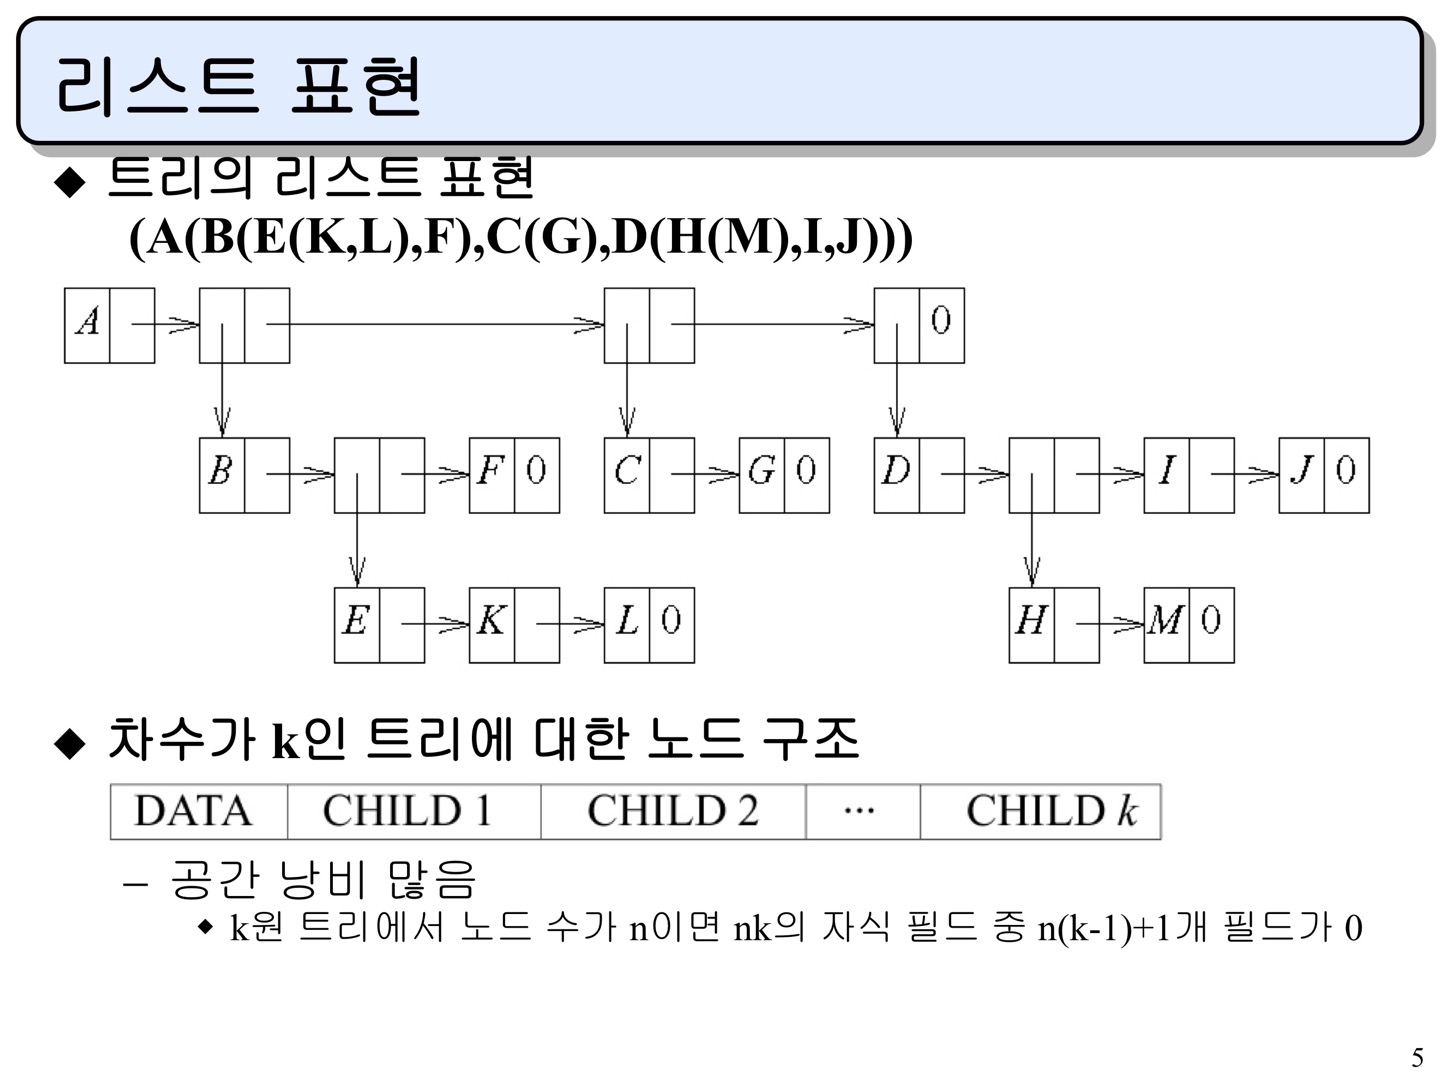 리스트 표현
◆ 트리의 리스트 표현
(A(B(E(K,L),F),C(G),D(H(M),I,J)))
A 0
B F 0 C G 0 D I J 0
E K L 0 H M 0
◆ 차수가 k인 트리에 대한 노드 구조
DATA CHILD 1 CHILD 2 ... CHILD k
– 공간 낭비 많음
◆ k원 트리에서 노드 수가 n이면 nk의 자식 필드 중 n(k-1)+1개 필드가 0
5